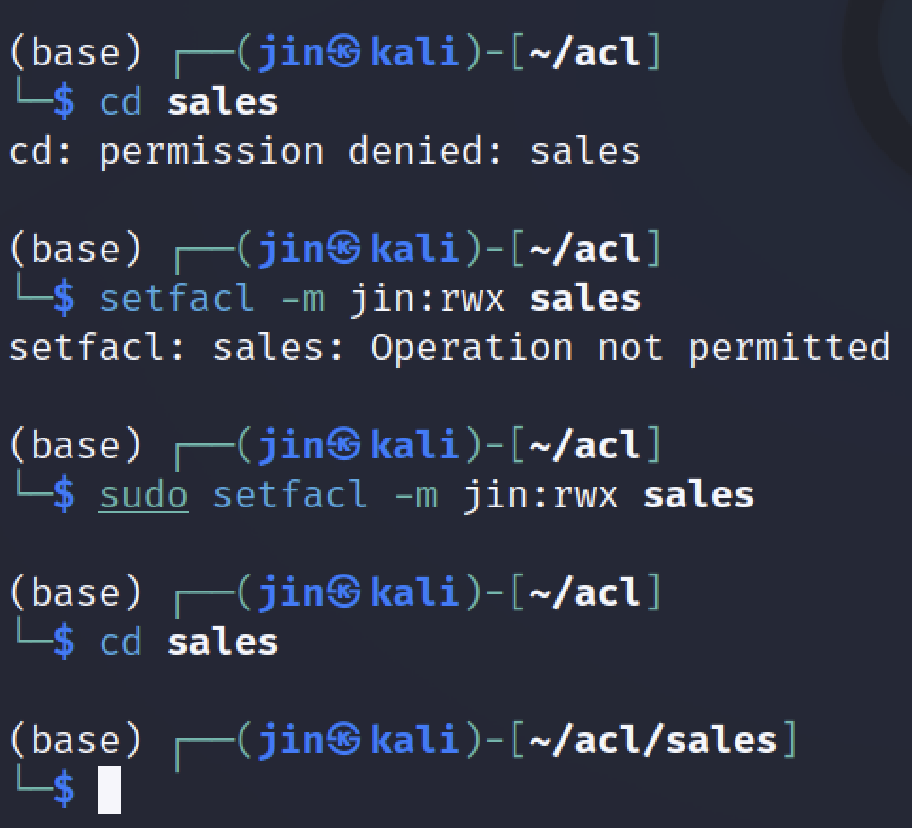 (base) ┌──(jin㉿kali)-[~/acl]
└─$ cd sales
cd: permission denied: sales
(base) ┌──(jin㉿kali)-[~/acl]
└─$ setfacl -m jin:rwx sales
setfacl: sales: Operation not permitted
(base) ┌──(jin㉿kali)-[~/acl]
└─$ sudo setfacl -m jin:rwx sales
(base) ┌──(jin㉿kali)-[~/acl]
└─$ cd sales
(base) ┌──(jin㉿kali)-[~/acl/sales]
└─$